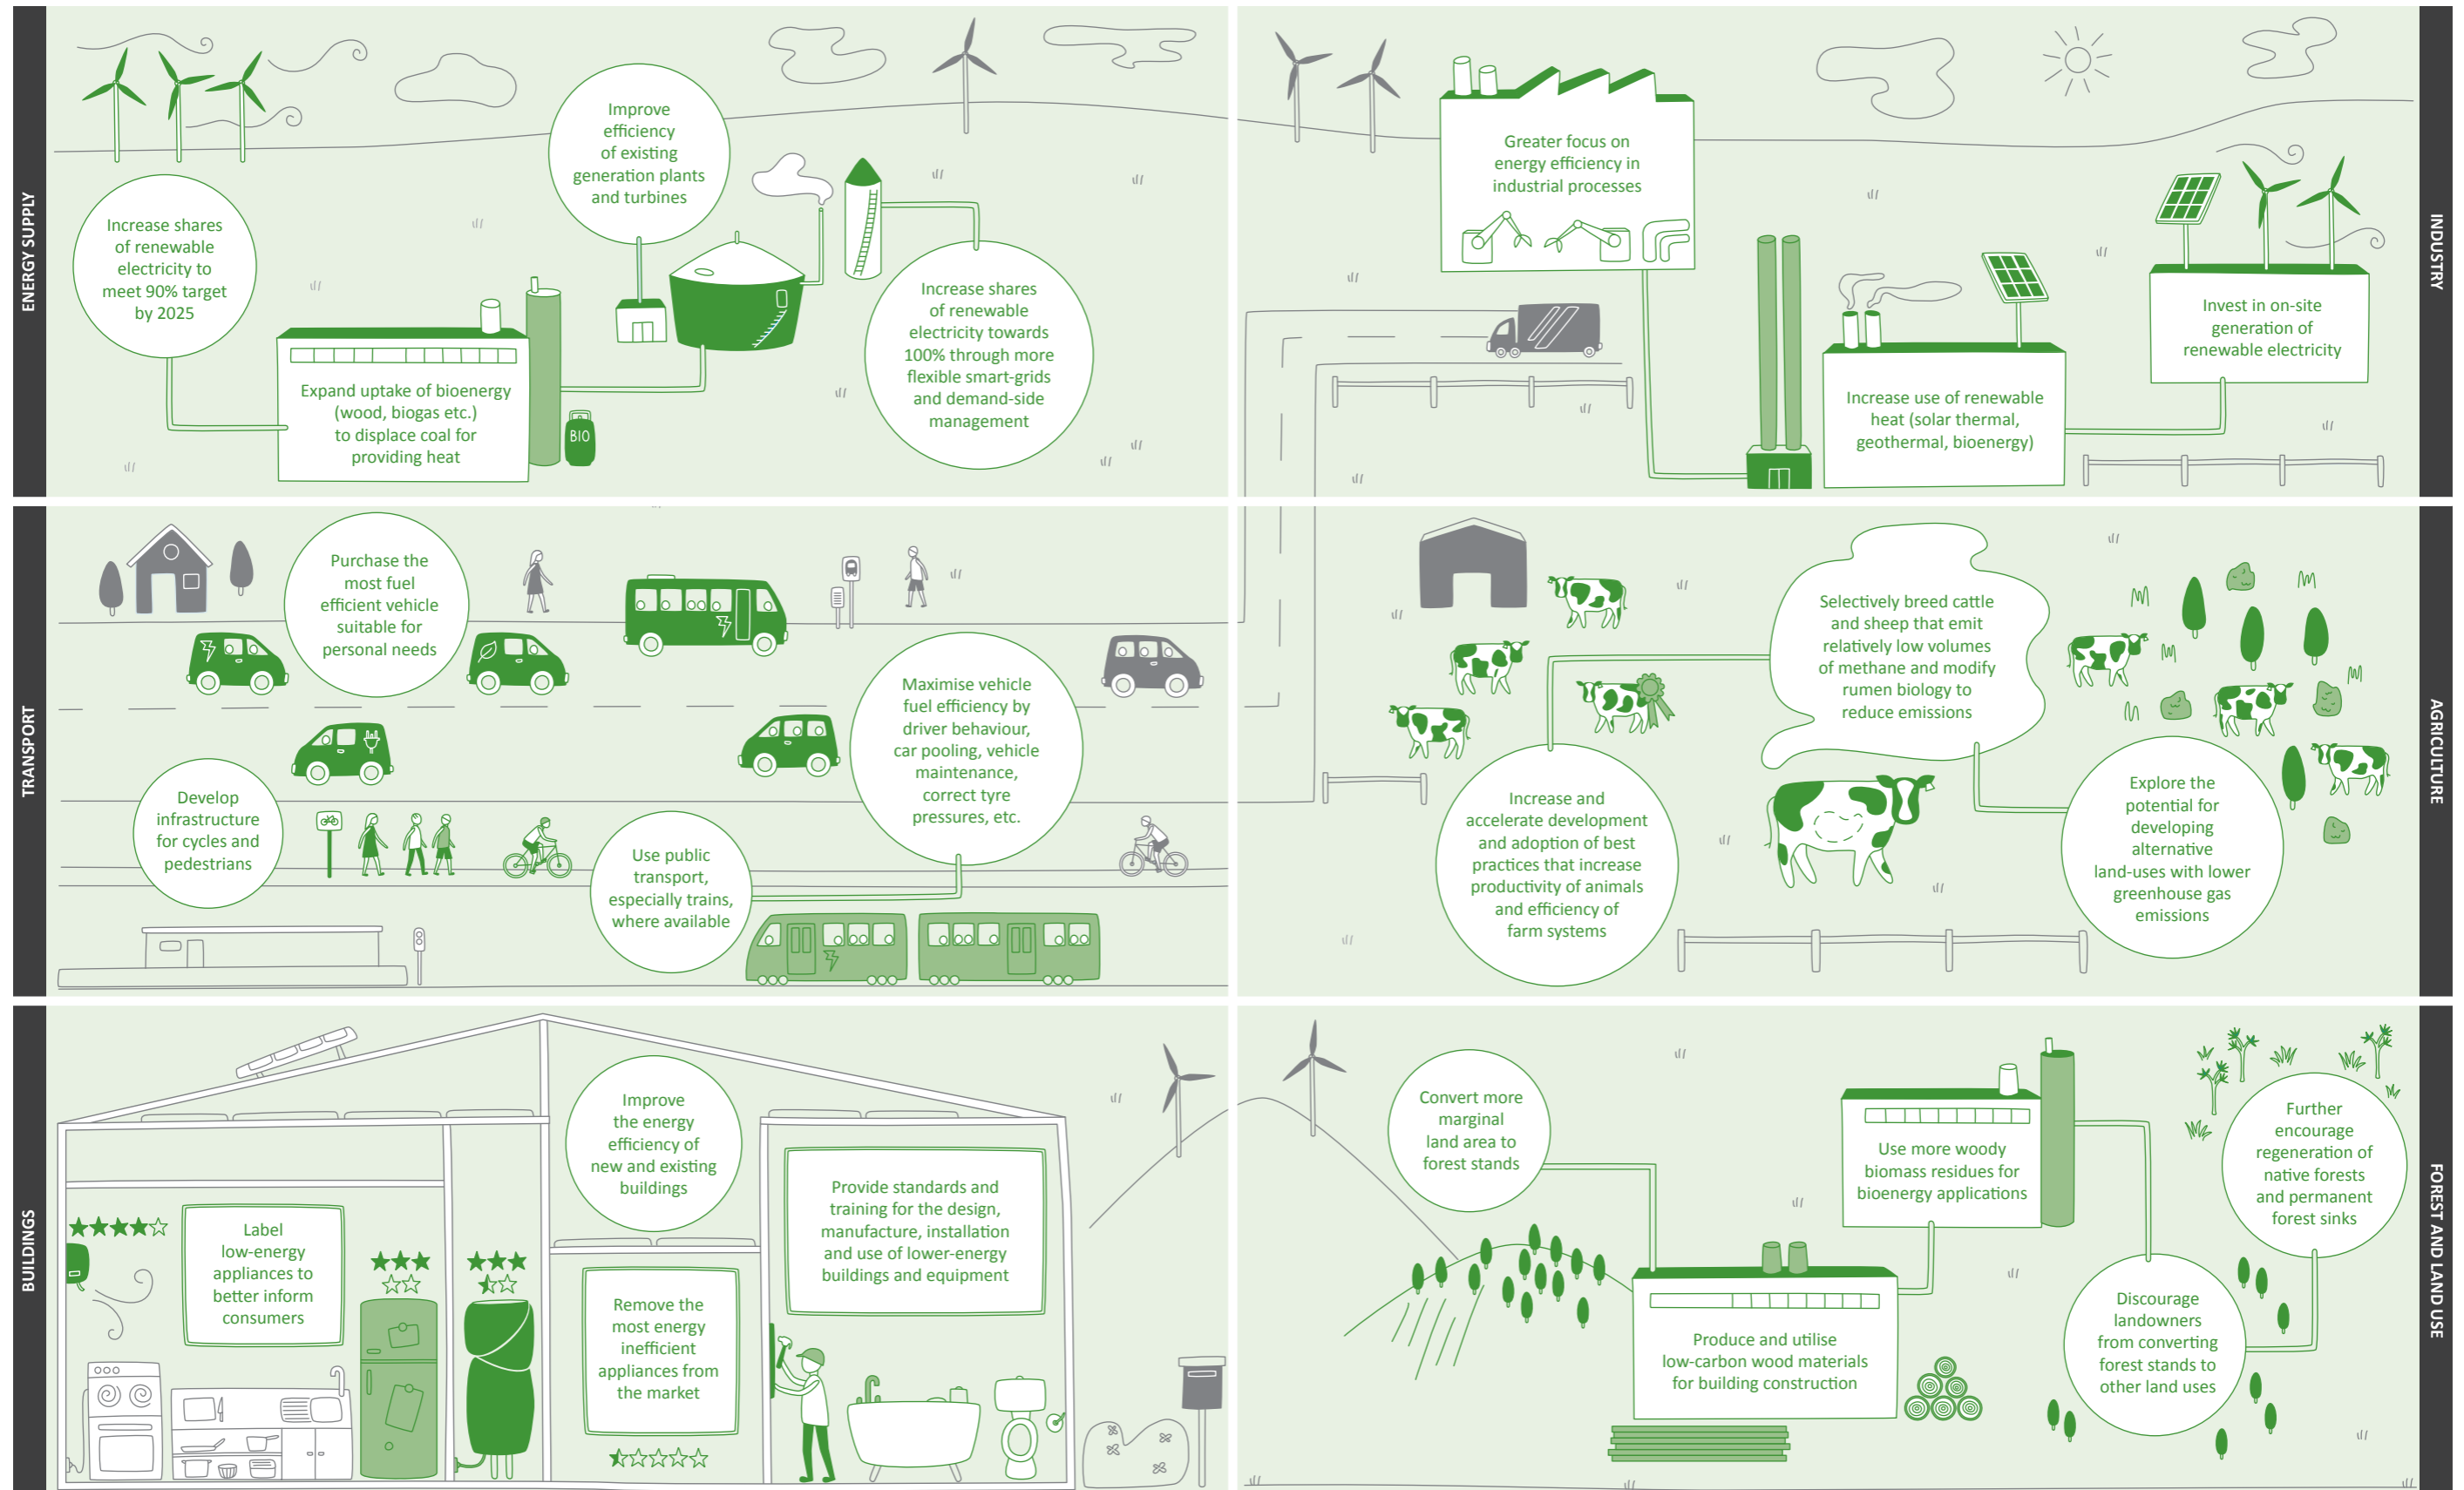 ENERGY SUPPLY
Increase shares
of renewable
electricity to
meet 90% target
by 2025
Improve
efficiency
of existing
generation plants
and turbines
Expand uptake of bioenergy
(wood, biogas etc.)
to displace coal for
providing heat
BIO
Increase shares
of renewable
electricity towards
100% through more
flexible smart-grids
and demand-side
management
INDUSTRY
Greater focus on
energy efficiency in
industrial processes
Increase use of renewable
heat (solar thermal,
geothermal, bioenergy)
Invest in on-site
generation of
renewable electricity
TRANSPORT
Purchase the
most fuel
efficient vehicle
suitable for
personal needs
Maximise vehicle
fuel efficiency by
driver behaviour,
car pooling, vehicle
maintenance,
correct tyre
pressures, etc.
Develop
infrastructure
for cycles and
pedestrians
Use public
transport,
especially trains,
where available
AGRICULTURE
Selectively breed cattle
and sheep that emit
relatively low volumes
of methane and modify
rumen biology to
reduce emissions
Increase and
accelerate development
and adoption of best
practices that increase
productivity of animals
and efficiency of
farm systems
Explore the
potential for
developing
alternative
land-uses with lower
greenhouse gas
emissions
BUILDINGS
Improve
the energy
efficiency of
new and existing
buildings
Label
low-energy
appliances to
better inform
consumers
Remove the
most energy
inefficient
appliances from
the market
Provide standards and
training for the design,
manufacture, installation
and use of lower-energy
buildings and equipment
FOREST AND LAND USE
Convert more
marginal
land area to
forest stands
Use more woody
biomass residues for
bioenergy applications
Further
encourage
regeneration of
native forests
and permanent
forest sinks
Produce and utilise
low-carbon wood materials
for building construction
Discourage
landowners
from converting
forest stands to
other land uses